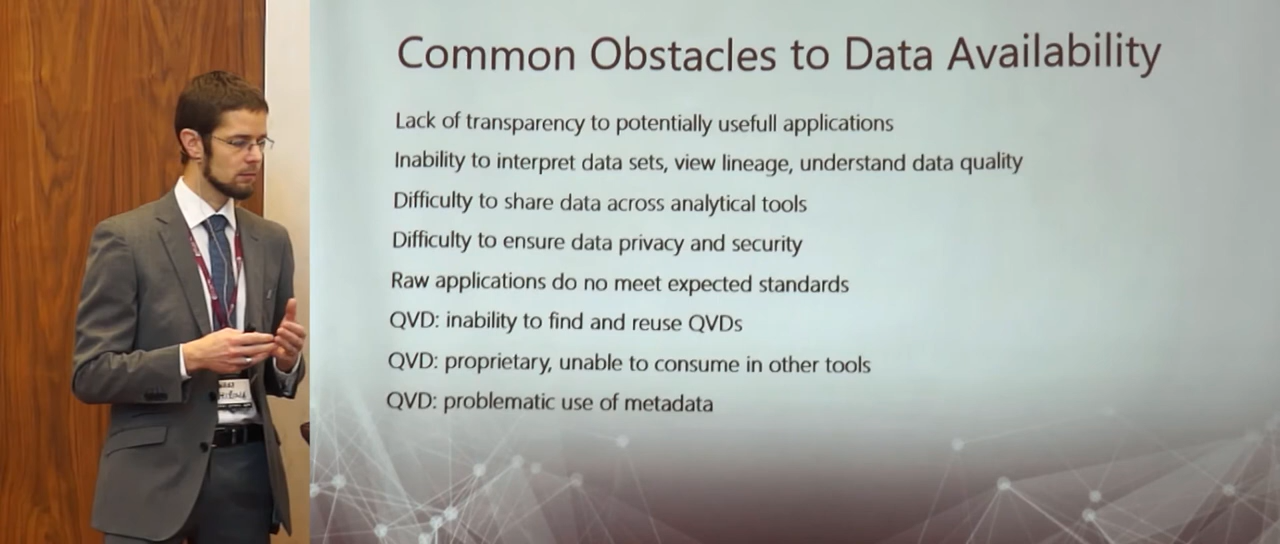 Common Obstacles to Data Availability
Lack of transparency to potentially usefull applications
Inability to interpret data sets, view lineage, understand data quality
Difficulty to share data across analytical tools
Difficulty to ensure data privacy and security
Raw applications do no meet expected standards
QVD: inability to find and reuse QVDs
QVD: proprietary, unable to consume in other tools
QVD: problematic use of metadata